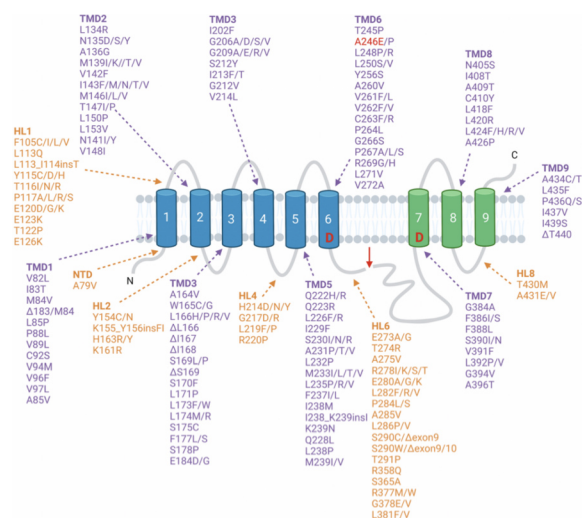 TMD2
L134R
N135D/S/Y
A136G
M139I/K//T/V
V142F
I143F/M/N/T/V
M146I/L/V
T147I/P
L150P
L153V
N141I/Y
V148I
TMD3
I202F
G206A/D/S/V
G209A/E/R/V
S212Y
I213F/T
G212V
V214L
TMD6
T245P
A246E/P
L248P/R
L250S/V
Y256S
A260V
V261F/L
V262F/V
C263F/R
P264L
G266S
P267A/L/S
R269G/H
L271V
V272A
TMD8
N405S
I408T
A409T
C410Y
L418F
L420R
L424F/H/R/V
A426P
HL1
F105C/I/L/V
L113Q
L113_I114insT
Y115C/D/H
T116I/N/R
P117A/L/R/S
E120D/G/K
E123K
T122P
E126K
C
TMD9
A434C/T
L435F
P436Q/S
I437V
I439S
ΔT440
1
2
3
4
5
6
D
7
D
8
9
N
TMD1
V82L
I83T
M84V
Δ183/M84
L85P
P88L
V89L
C92S
V94M
V96F
V97L
A85V
NTD
A79V
HL2
Y154C/N
K155_Y156insFI
H163R/Y
K161R
TMD3
A164V
W165C/G
L166H/P/R/V
ΔL166
ΔI167
ΔI168
S169L/P
ΔS169
S170F
L171P
L173F/W
L174M/R
S175C
F177L/S
S178P
E184D/G
HL4
H214D/N/Y
G217D/R
L219F/P
R220P
TMD5
Q222H/R
Q223R
L226F/R
I229F
S230I/N/R
A231P/T/V
L232P
M233I/L/T/V
L235P/R/V
F237I/L
I238M
I238_K239insI
K239N
Q228L
L238P
M239I/V
HL6
E273A/G
T274R
A275V
R278I/K/S/T
E280A/G/K
L282F/R/V
P284L/S
A285V
L286P/V
S290C/Δexon9
S290W/Δexon9/10
T291P
R358Q
S365A
R377M/W
G378E/V
L381F/V
TMD7
G384A
F386I/S
F388L
S390I/N
V391F
L392P/V
G394V
A396T
HL8
T430M
A431E/V